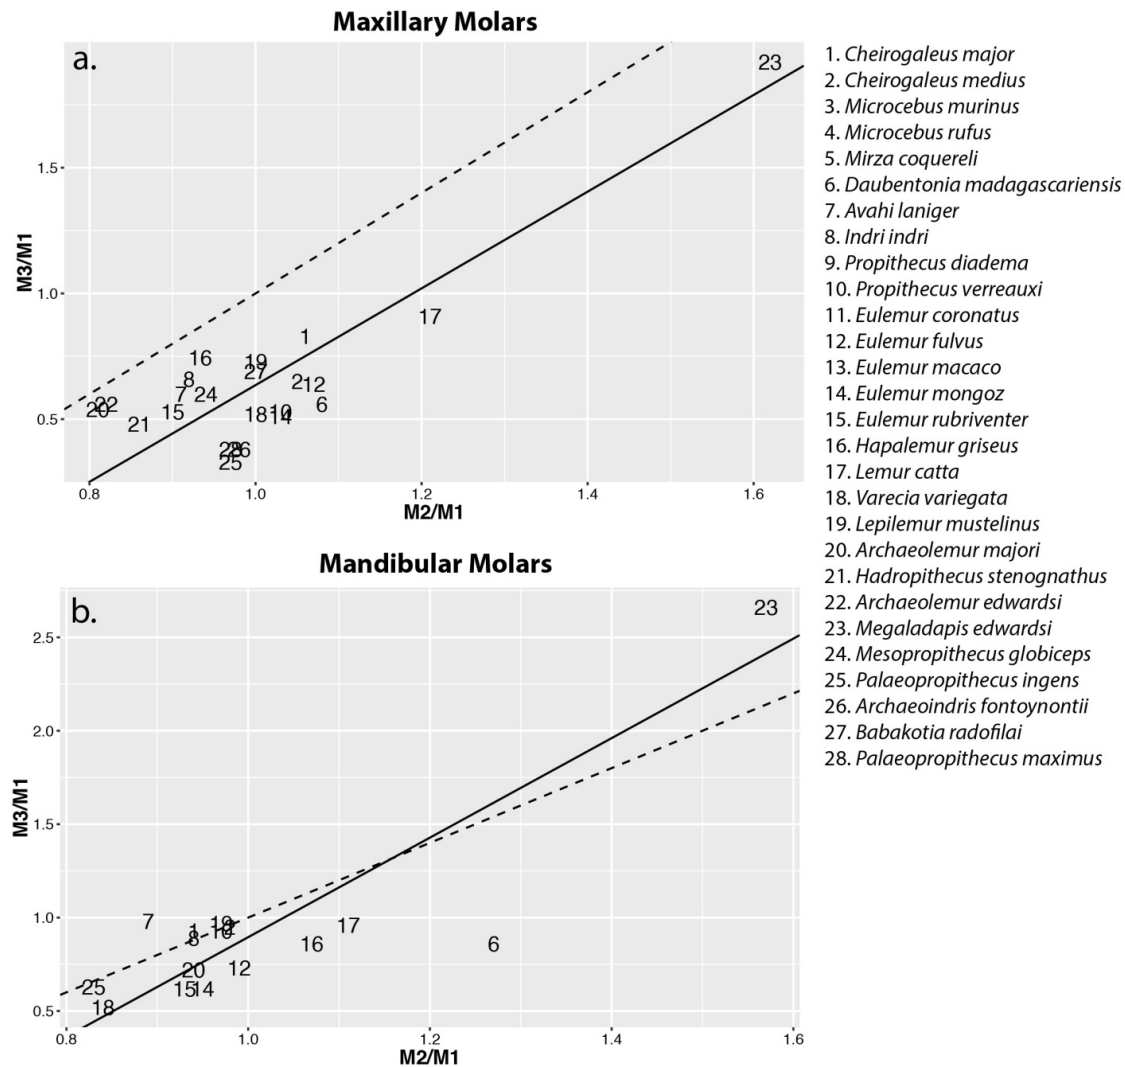 Maxillary Molars
a.
23
1.5
M3/M1
1.0
17
1
16
19
27
8
2
12
7
24
6
22
20
15
18
10
14
21
0.5
28
26
25
0.8
1.0
1.2
1.4
1.6
M2/M1
1. Cheirogaleus major
2. Cheirogaleus medius
3. Microcebus murinus
4. Microcebus rufus
5. Mirza coquereli
6. Daubentonia madagascariensis
7. Avahi laniger
8. Indri indri
9. Propithecus diadema
10. Propithecus verreauxi
11. Eulemur coronatus
12. Eulemur fulvus
13. Eulemur macaco
14. Eulemur mongoz
15. Eulemur rubriventer
16. Hapalemur griseus
17. Lemur catta
18. Varecia variegata
19. Lepilemur mustelinus
20. Archaeolemur majori
21. Hadropithecus stenognathus
22. Archaeolemur edwardsi
23. Megaladapis edwardsi
24. Mesopropithecus globiceps
25. Palaeopropithecus ingens
26. Archaeoindris fontoynontii
27. Babakotia radofilai
28. Palaeopropithecus maximus
Mandibular Molars
b.
23
2.5
2.0
M3/M1
1.5
1.0
7
19
1
2
8
17
16
6
12
20
25
15
14
18
0.5
0.8
1.0
1.2
1.4
1.6
M2/M1